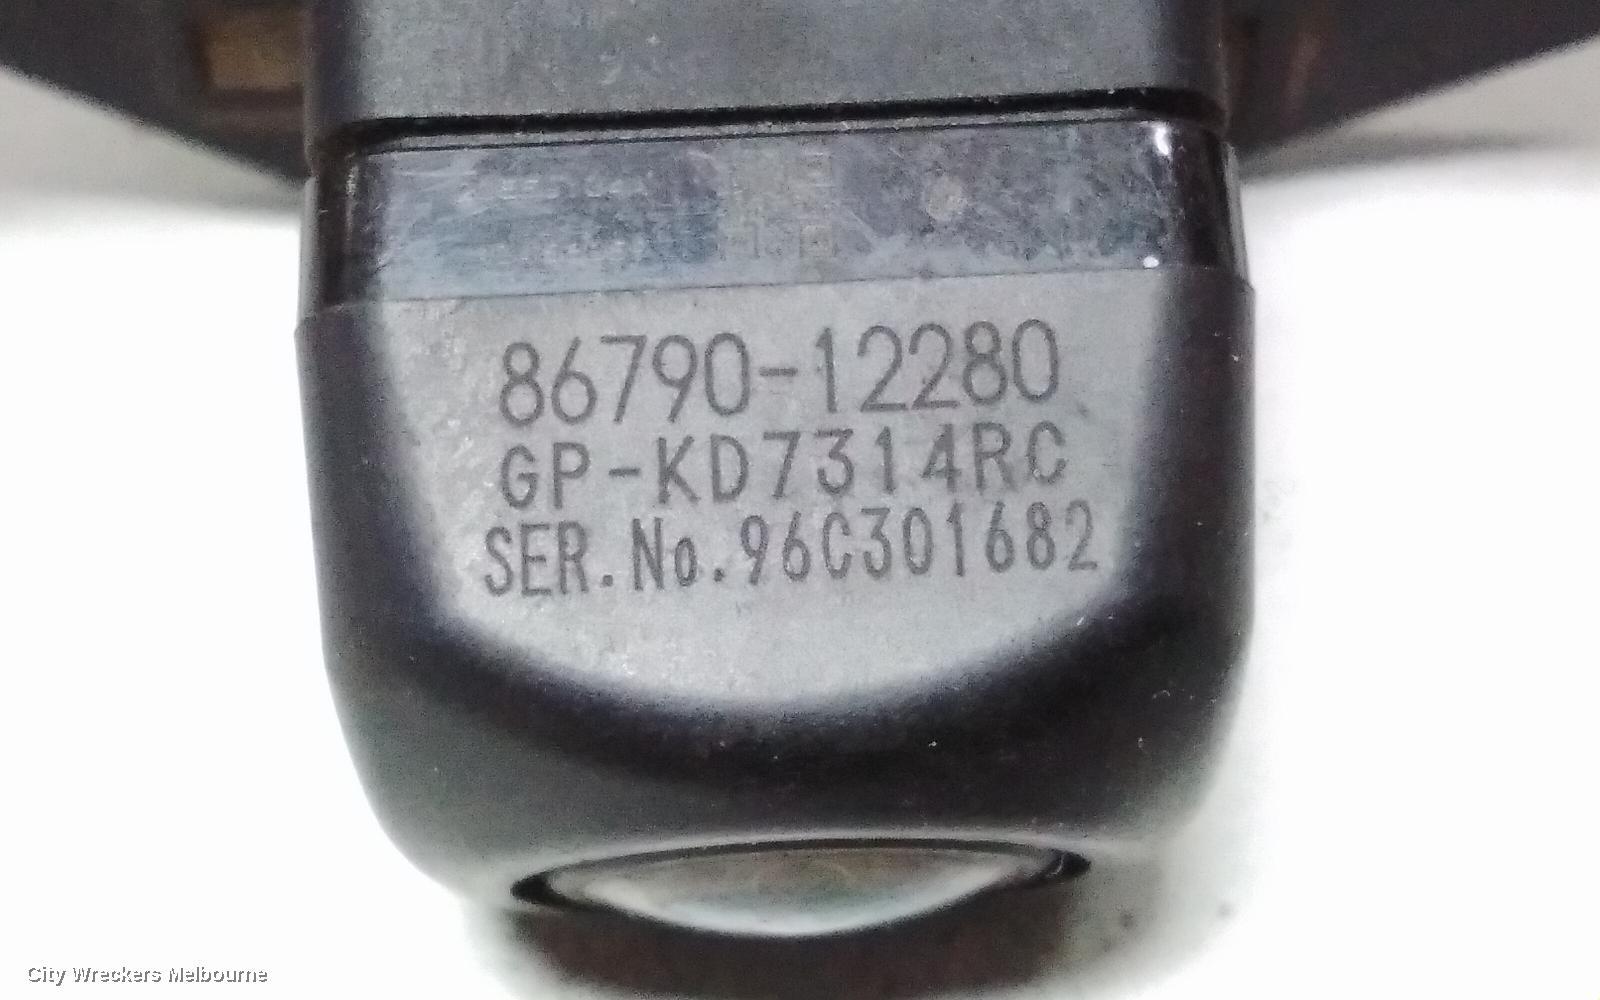 86790-12280
GP-KD7314RC
SER.No.96C301682
City Wreckers Melbourne